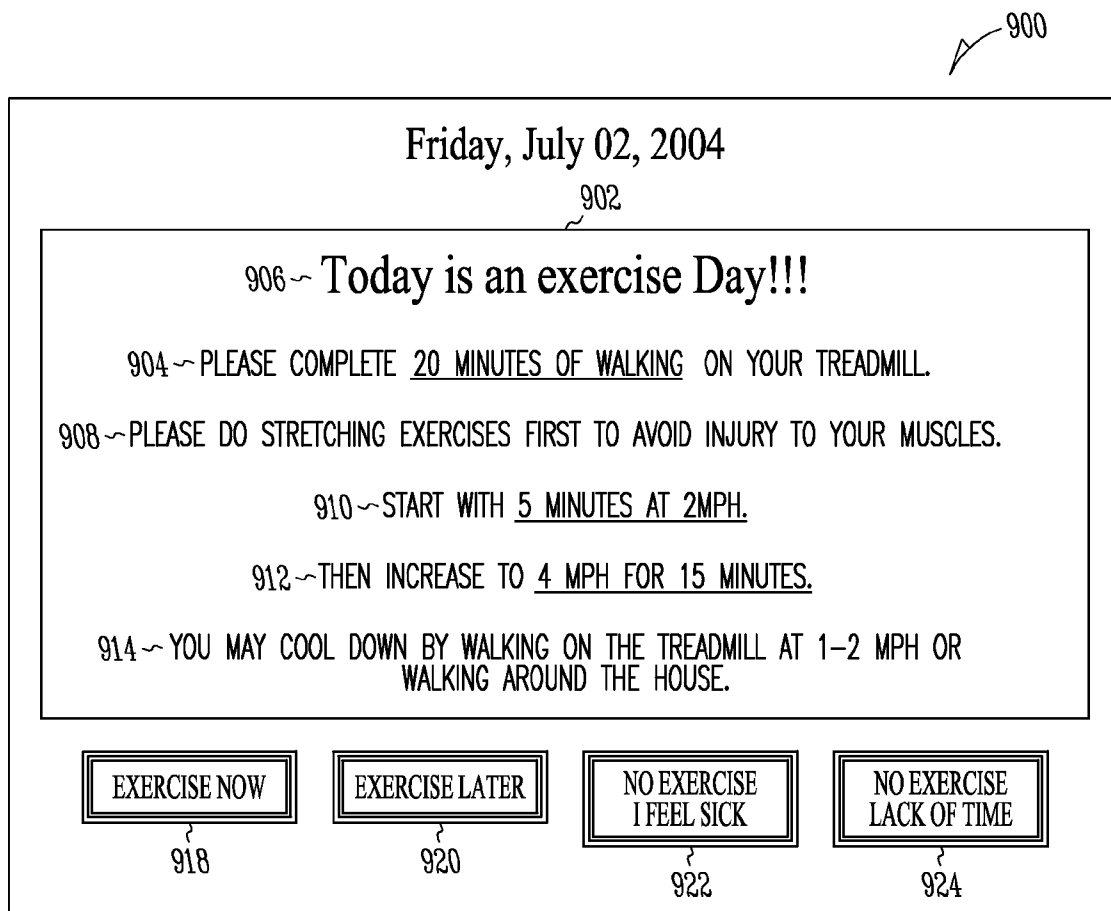 900
Friday, July 02, 2004
902
906 Today is an exercise Day!!!
904 PLEASE COMPLETE 20 MINUTES OF WALKING ON YOUR TREADMILL.
908 PLEASE DO STRETCHING EXERCISES FIRST TO AVOID INJURY TO YOUR MUSCLES.
910 START WITH 5 MINUTES AT 2MPH.
912 THEN INCREASE TO 4 MPH FOR 15 MINUTES.
914 YOU MAY COOL DOWN BY WALKING ON THE TREADMILL AT 1-2 MPH OR
WALKING AROUND THE HOUSE.
EXERCISE NOW
918
EXERCISE LATER
920
NO EXERCISE
I FEEL SICK
922
NO EXERCISE
LACK OF TIME
924